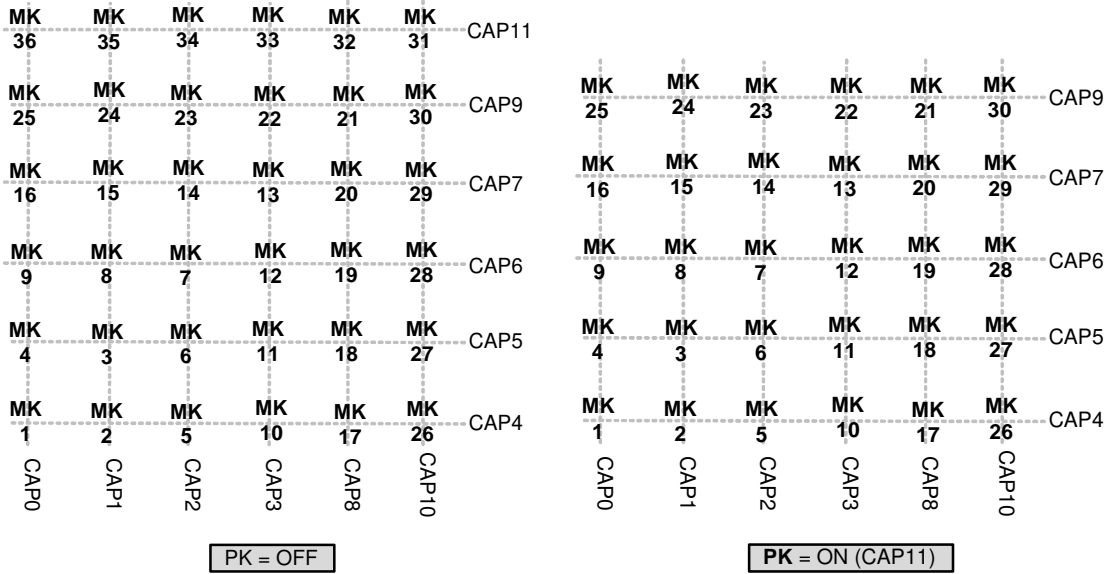 MK MK MK MK MK MK
36 35 34 33 32 31 CAP11
MK MK MK MK MK MK
25 24 23 22 21 30 CAP9
MK MK MK MK MK MK
16 15 14 13 20 29 CAP7
MK MK MK MK MK MK
9 8 7 12 19 28 CAP6
MK MK MK MK MK MK
4 3 6 11 18 27 CAP5
MK MK MK MK MK MK
1 2 5 10 17 26 CAP4
CAP0 CAP1 CAP2 CAP3 CAP8 CAP10
PK = OFF
MK MK MK MK MK MK
25 24 23 22 21 30 CAP9
MK MK MK MK MK MK
16 15 14 13 20 29 CAP7
MK MK MK MK MK MK
9 8 7 12 19 28 CAP6
MK MK MK MK MK MK
4 3 6 11 18 27 CAP5
MK MK MK MK MK MK
1 2 5 10 17 26 CAP4
CAP0 CAP1 CAP2 CAP3 CAP8 CAP10
PK = ON (CAP11)